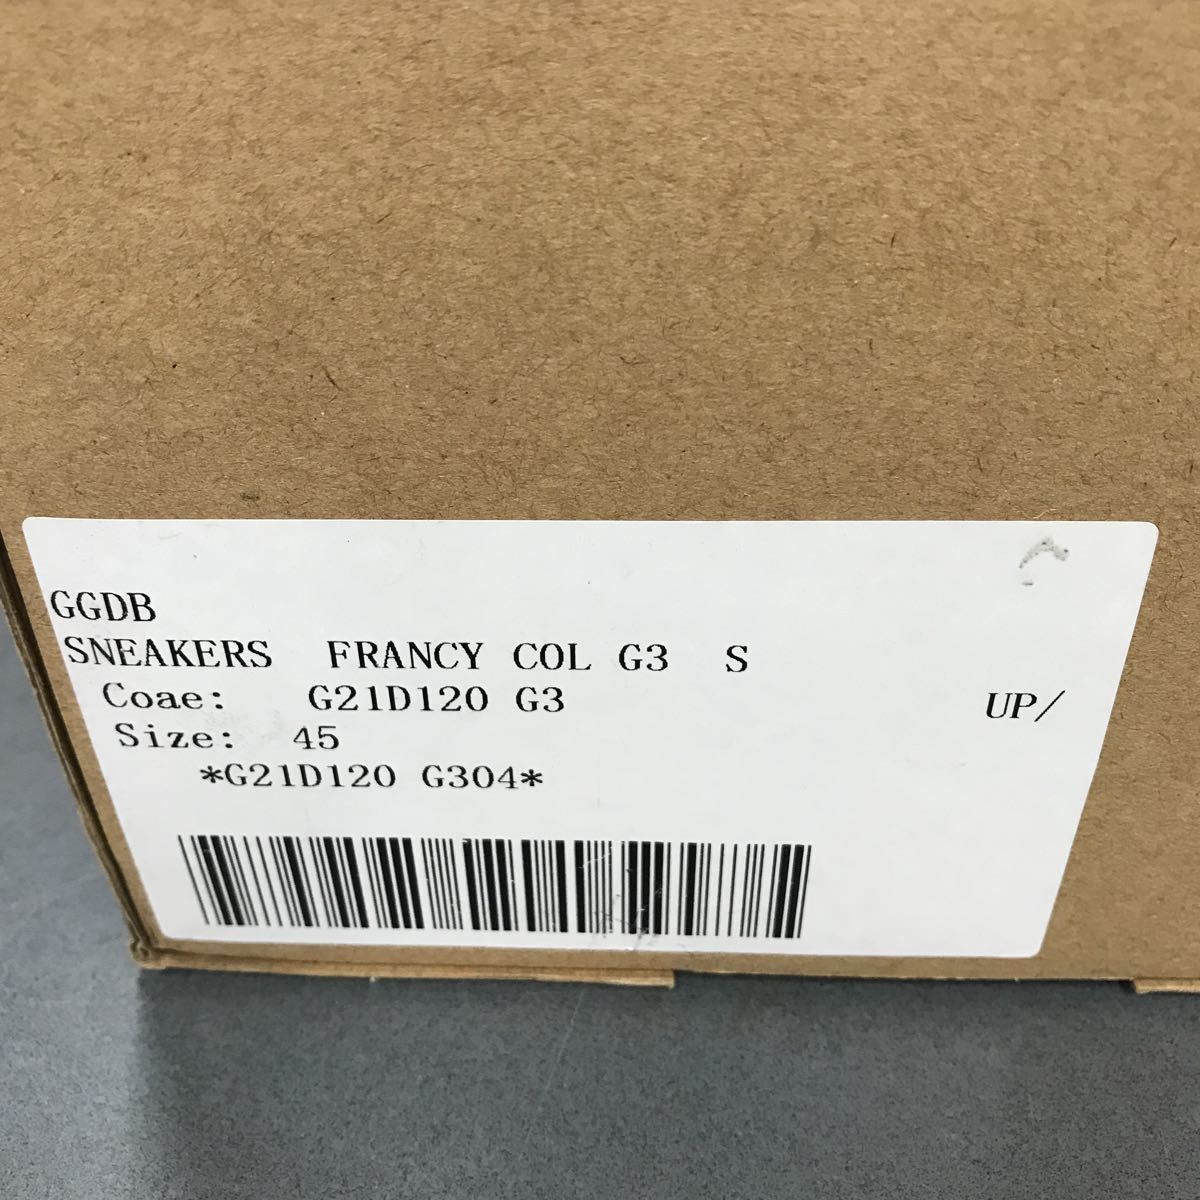 GGDB
SNEAKERS FRANCY COL G3 S
Coae: G21D120 G3 UP/
Size: 45
*G21D120 G304*